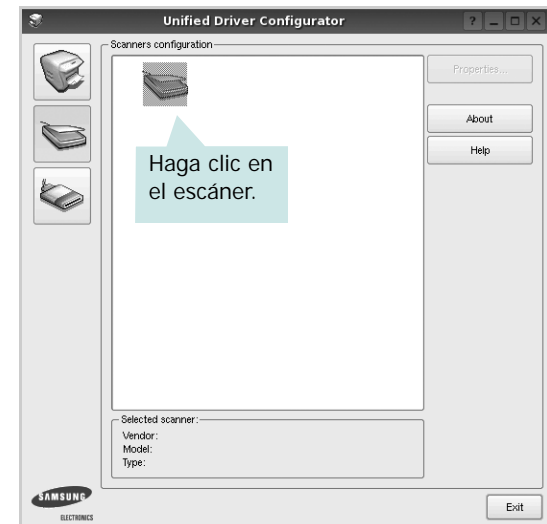 Unified Driver Configurator
Scanners configuration
Properties...
About
Help
Haga clic en
el escáner.
Selected scanner:
Vendor:
Model:
Type:
SAMSUNG
ELECTRONICS
Exit